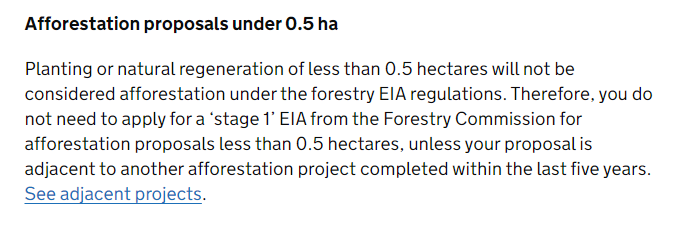 Afforestation proposals under 0.5 ha
Planting or natural regeneration of less than 0.5 hectares will not be
considered afforestation under the forestry EIA regulations. Therefore, you do
not need to apply for a ‘stage 1’ EIA from the Forestry Commission for
afforestation proposals less than 0.5 hectares, unless your proposal is
adjacent to another afforestation project completed within the last five years.
See adjacent projects.